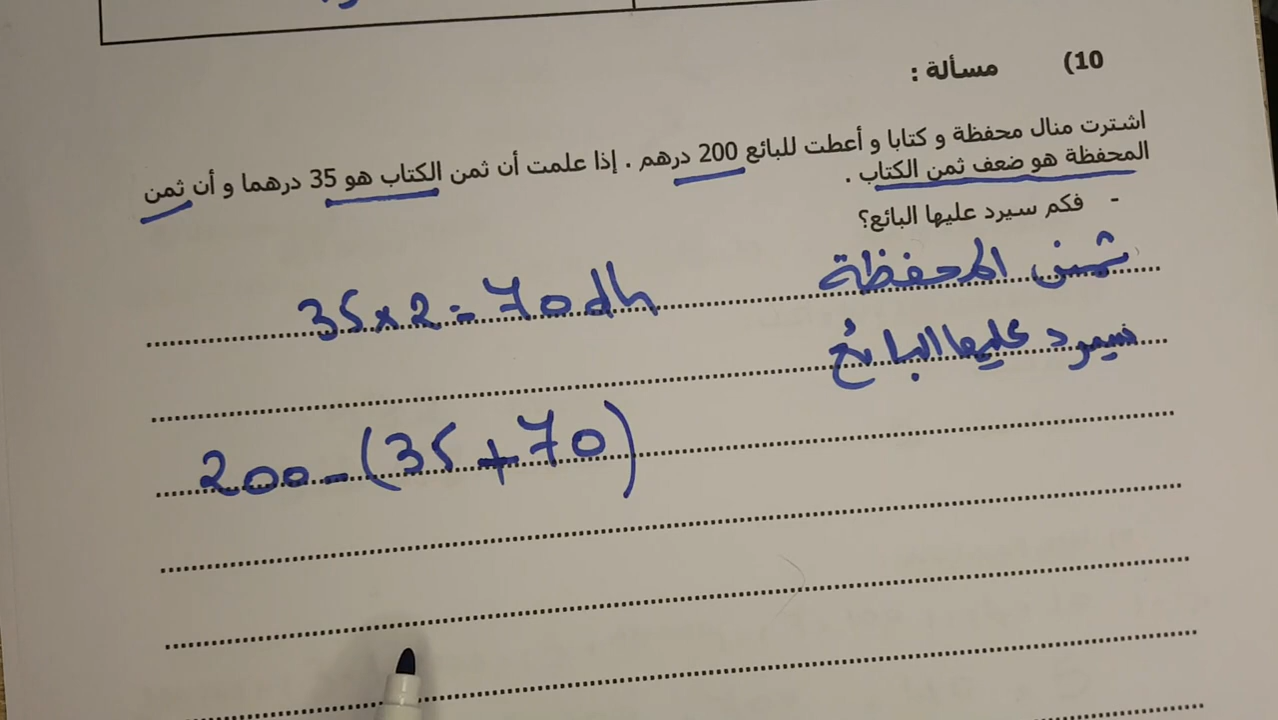 10) مسألة :
اشترت منال محفظة و كتابا و أعطت للبائع 200 درهم . إذا علمت أن ثمن الكتاب هو 35 درهما و أن ثمن
المحفظة هو ضعف ثمن الكتاب .
- فكم سيرد عليها البائع؟
ثمن المحفظة 35×2=70dh
سيرد عليها البائع
200-(35+70)